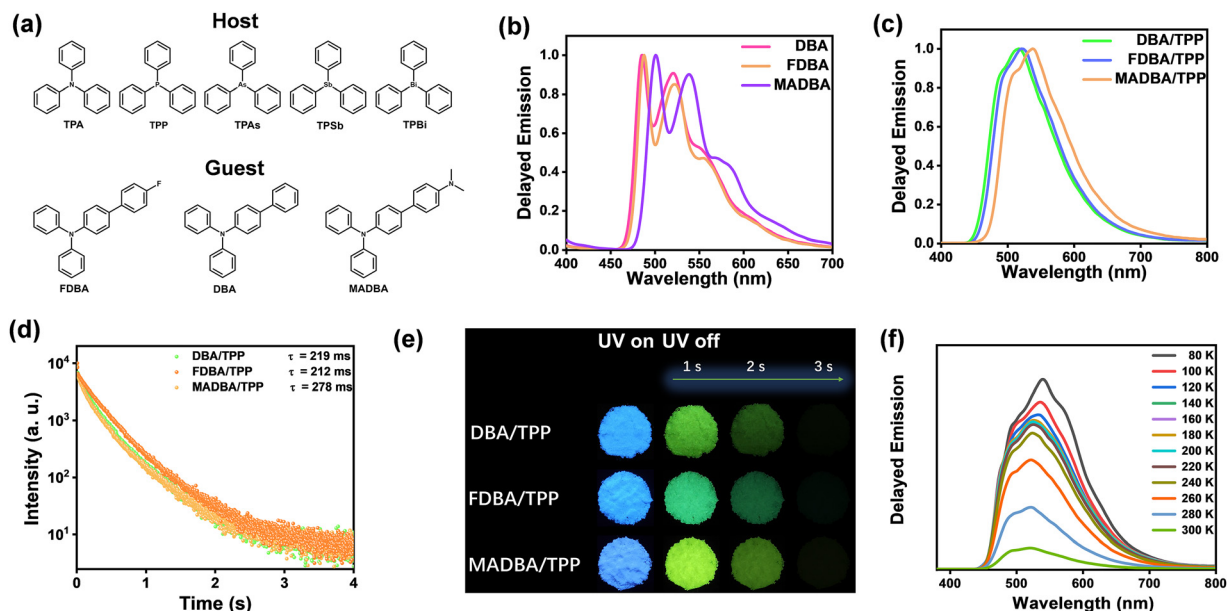 (a)
Host
N
P
As
Sb
Bi
TPA
TPP
TPAs
TPSb
TPBi
Guest
F
N
N
N
N
FDBA
DBA
MADBA
(b)
DBA
FDBA
MADBA
Delayed Emission
1.0
0.8
0.6
0.4
0.2
0.0
400 450 500 550 600 650 700
Wavelength (nm)
(c)
DBA/TPP
FDBA/TPP
MADBA/TPP
Delayed Emission
1.0
0.8
0.6
0.4
0.2
0.0
400 500 600 700 800
Wavelength (nm)
(d)
DBA/TPP τ = 219 ms
FDBA/TPP τ = 212 ms
MADBA/TPP τ = 278 ms
Intensity (a. u.)
10⁴
10³
10²
10¹
0 1 2 3 4
Time (s)
(e)
UV on UV off
1 s 2 s 3 s
DBA/TPP
FDBA/TPP
MADBA/TPP
(f)
80 K
100 K
120 K
140 K
160 K
180 K
200 K
220 K
240 K
260 K
280 K
300 K
Delayed Emission
400 500 600 700 800
Wavelength (nm)